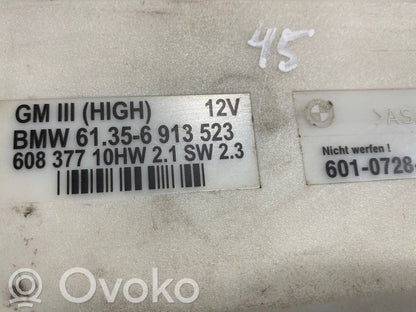 45
GM III (HIGH) 12V
BMW 61.35-6 913 523
608 377 10HW 2.1 SW 2.3
>AS
Nicht werfen !
601-0728-
Ovoko